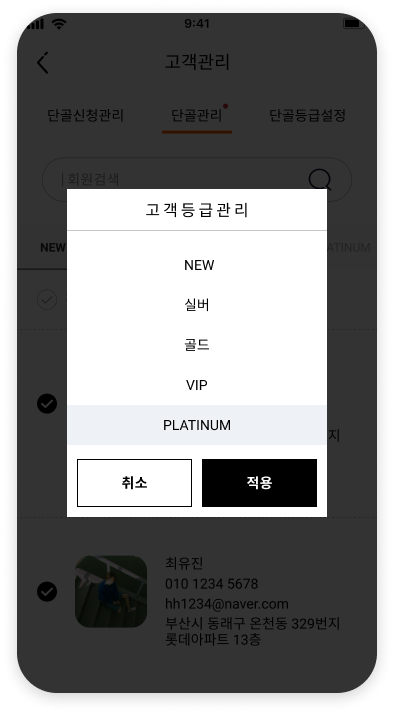 9:41
고객관리
단골신청관리 단골관리 단골등급설정
회원검색
고객등급관리
NEW ATINUM
NEW
실버
골드
VIP
지
PLATINUM
취소 적용
최유진
010 1234 5678
hh1234@naver.com
부산시 동래구 온천동 329번지
롯데아파트 13층